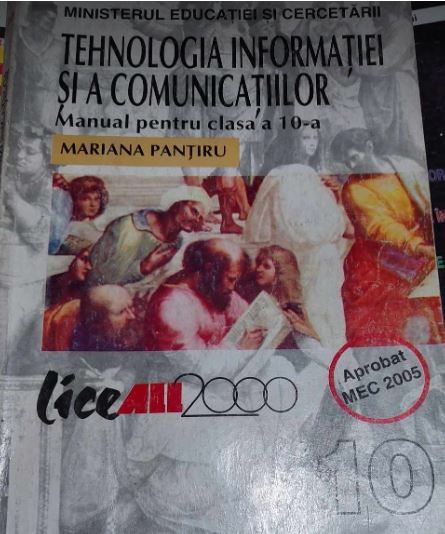 MINISTERUL EDUCAȚIEI ȘI CERCETĂRII
TEHNOLOGIA INFORMAȚIEI
ȘI A COMUNICAȚIILOR
Manual pentru clasa a 10-a
MARIANA PANȚIRU
liceALL2000
Aprobat
MEC 2005
10